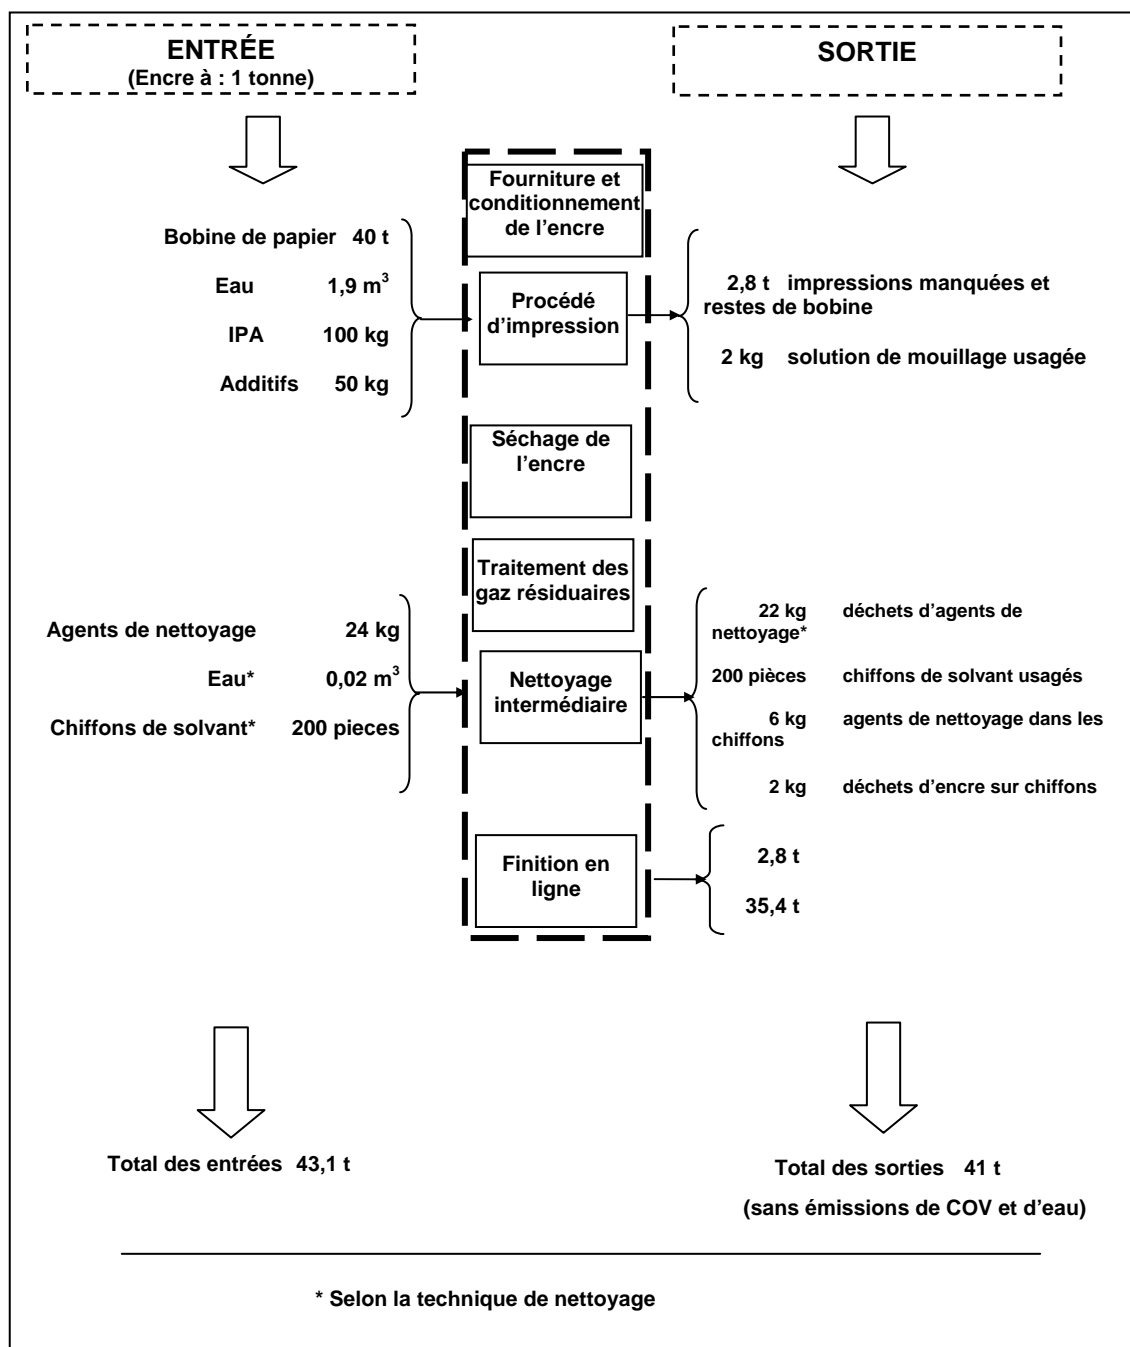 ENTRÉE
(Encre à : 1 tonne)
SORTIE
Fourniture et
conditionnement
de l’encre
Bobine de papier 40 t
Eau 1,9 m³
IPA 100 kg
Additifs 50 kg
Procédé
d’impression
2,8 t impressions manquées et
restes de bobine
2 kg solution de mouillage usagée
Séchage de
l’encre
Traitement des
gaz résiduaires
Agents de nettoyage 24 kg
Eau* 0,02 m³
Chiffons de solvant* 200 pieces
Nettoyage
intermédiaire
22 kg déchets d’agents de
nettoyage*
200 pièces chiffons de solvant usagés
6 kg agents de nettoyage dans les
chiffons
2 kg déchets d’encre sur chiffons
Finition en
ligne
2,8 t
35,4 t
Total des entrées 43,1 t
Total des sorties 41 t
(sans émissions de COV et d’eau)
* Selon la technique de nettoyage